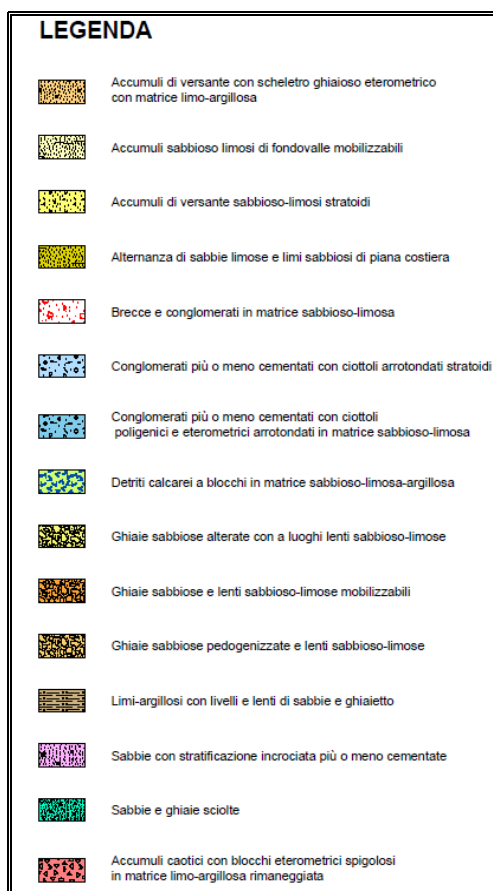 LEGENDA
Accumuli di versante con scheletro ghiaioso eterometrico
con matrice limo-argillosa
Accumuli sabbioso limosi di fondovalle mobilizzabili
Accumuli di versante sabbioso-limosi stratoidi
Alternanza di sabbie limose e limi sabbiosi di piana costiera
Brecce e conglomerati in matrice sabbioso-limosa
Conglomerati più o meno cementati con ciottoli arrotondati stratoidi
Conglomerati più o meno cementati con ciottoli
poligenici e eterometrici arrotondati in matrice sabbioso-limosa
Detriti calcarei a blocchi in matrice sabbioso-limosa-argillosa
Ghiaie sabbiose alterate con a luoghi lenti sabbioso-limose
Ghiaie sabbiose e lenti sabbioso-limose mobilizzabili
Ghiaie sabbiose pedogenizzate e lenti sabbioso-limose
Limi-argillosi con livelli e lenti di sabbie e ghiaietto
Sabbie con stratificazione incrociata più o meno cementate
Sabbie e ghiaie sciolte
Accumuli caotici con blocchi eterometrici spigolosi
in matrice limo-argillosa rimaneggiata